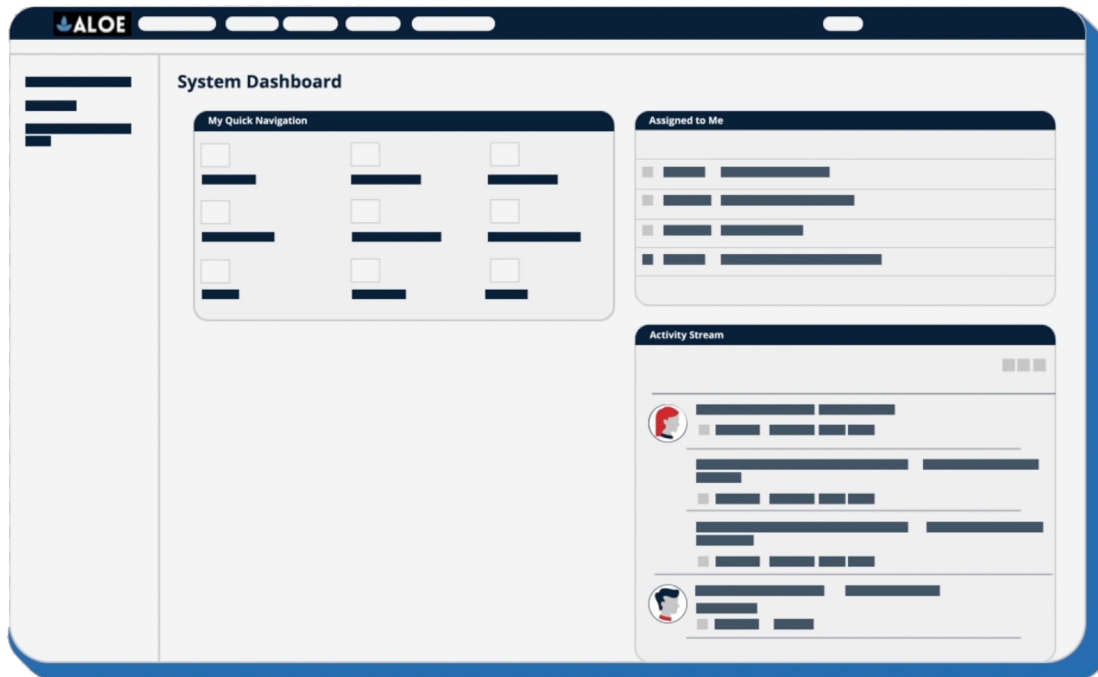 ALOE
System Dashboard
My Quick Navigation
Assigned to Me
Activity Stream